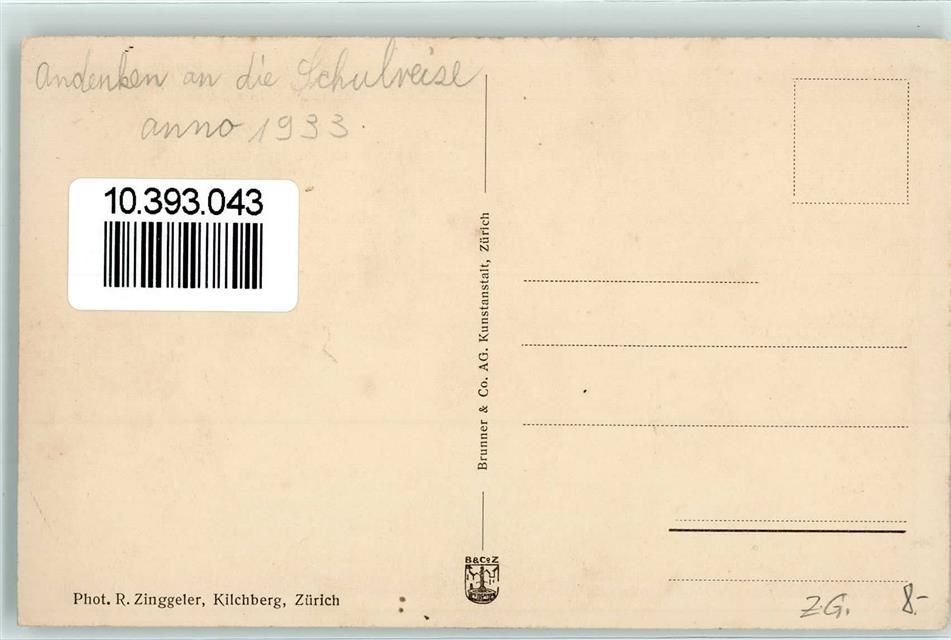 Andenken an die Schulreise
anno 1933.
10.393.043
Brunner & Co. AG. Kunstanstalt, Zürich
B&CoZ
Phot. R. Zinggeler, Kilchberg, Zürich
Z.G. 8.-